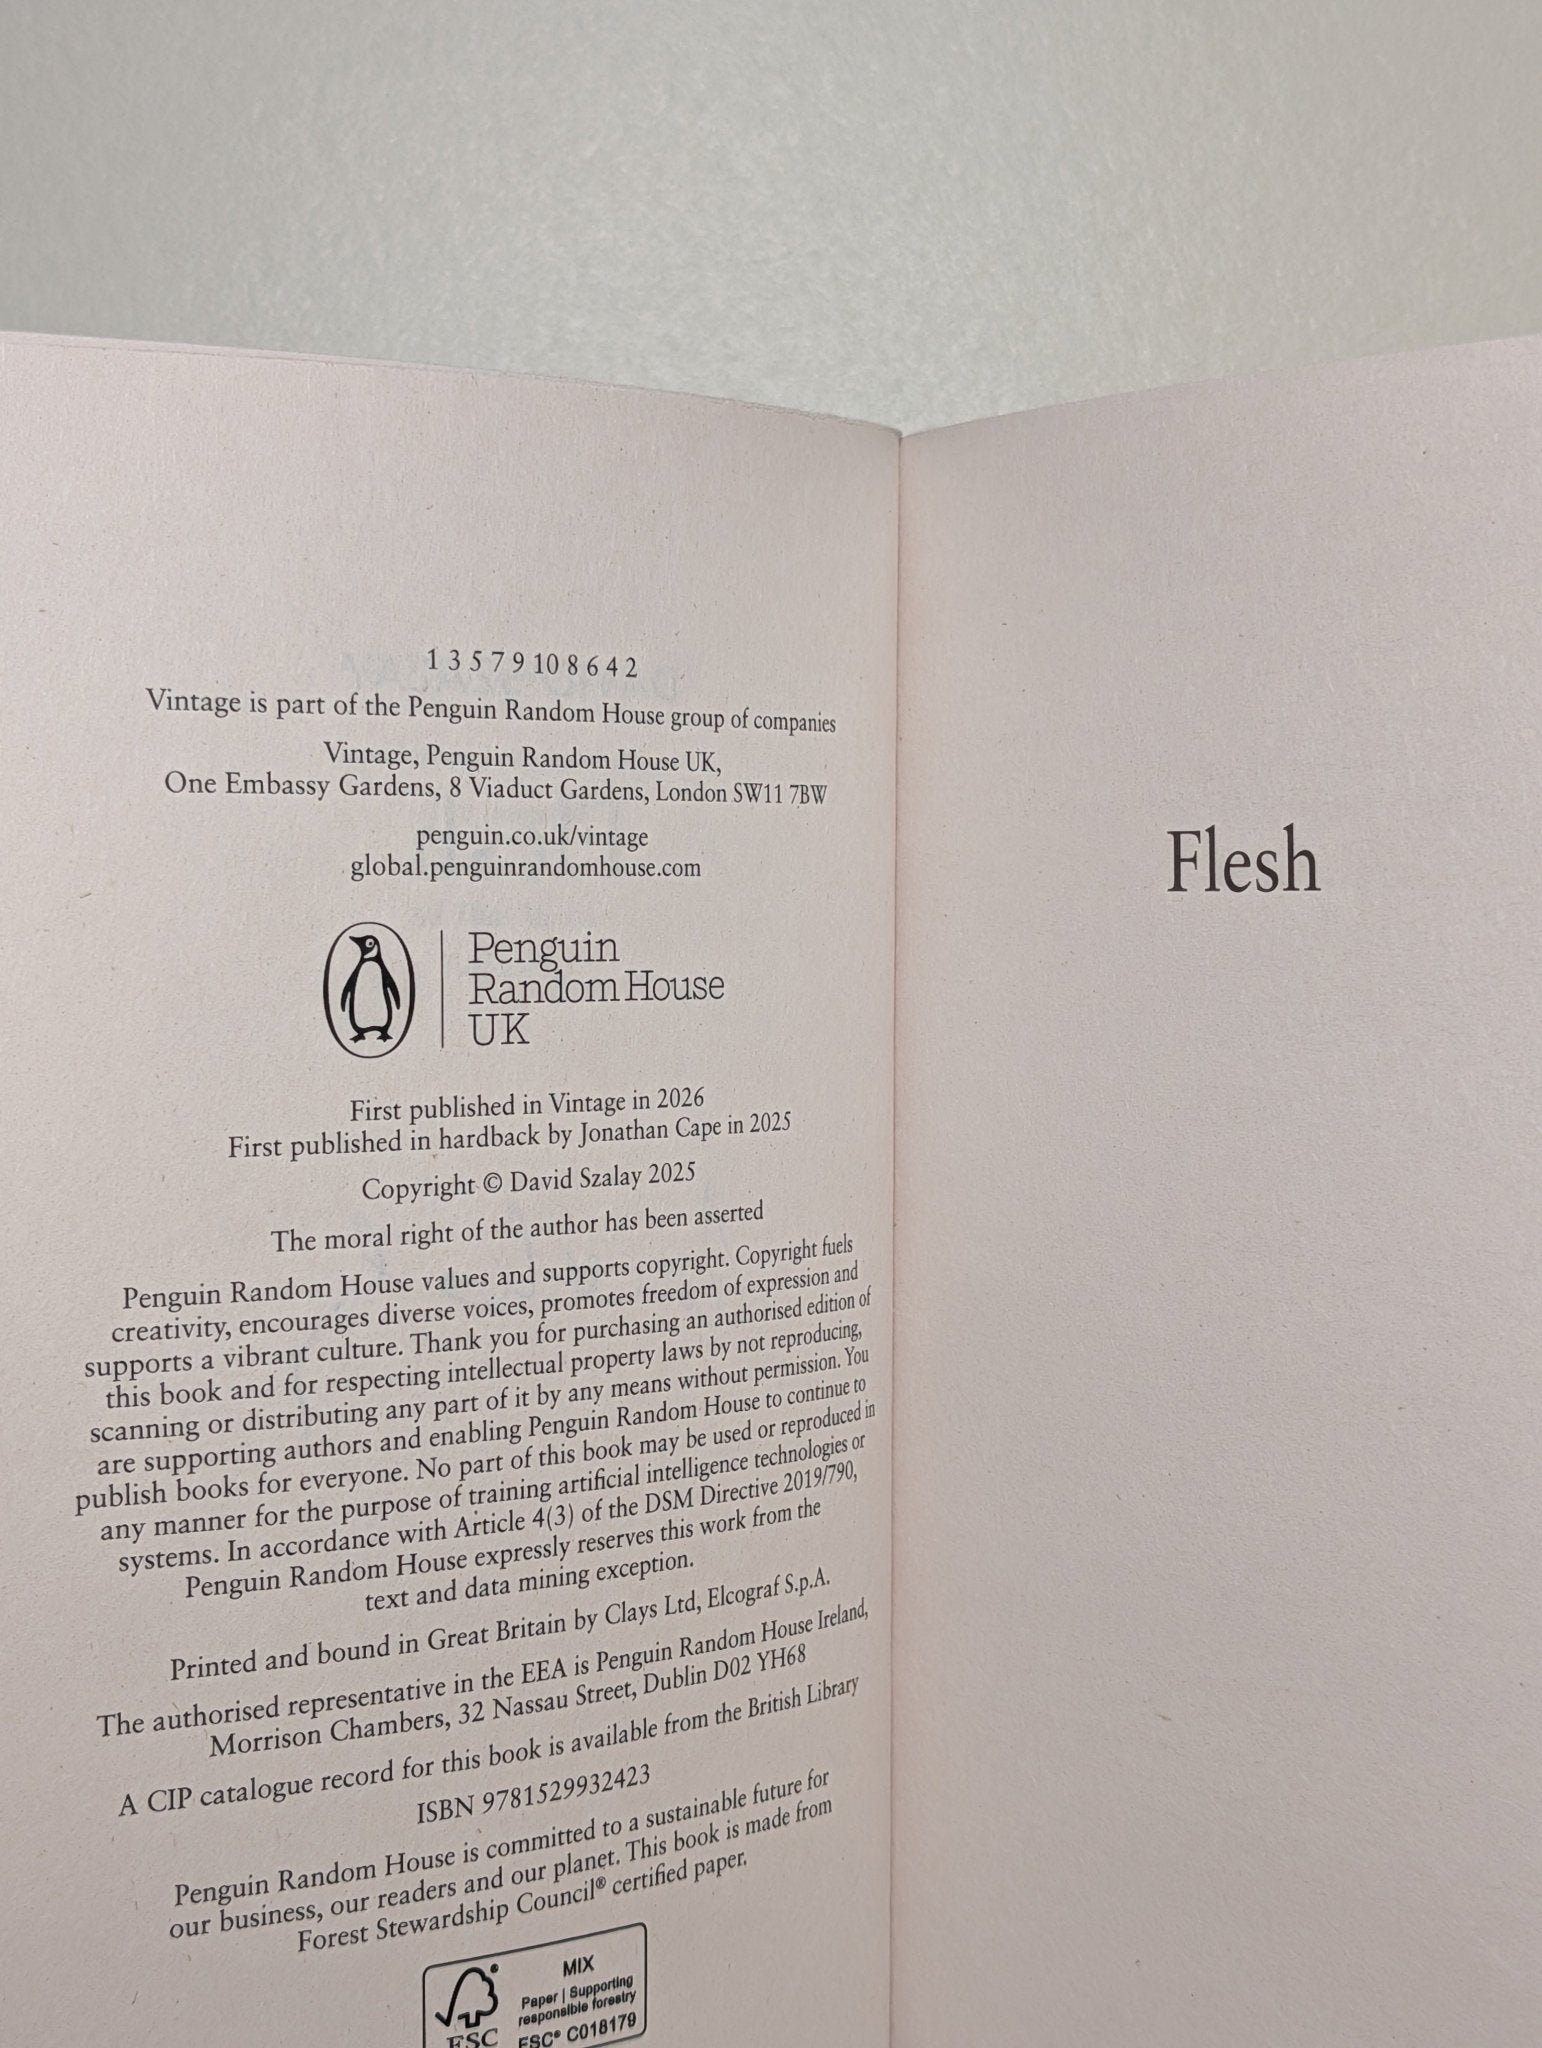 1 3 5 7 9 10 8 6 4 2
Vintage is part of the Penguin Random House group of companies
Vintage, Penguin Random House UK,
One Embassy Gardens, 8 Viaduct Gardens, London SW11 7BW
penguin.co.uk/vintage
global.penguinrandomhouse.com
Penguin
Random House
UK
First published in Vintage in 2026
First published in hardback by Jonathan Cape in 2025
Copyright © David Szalay 2025
The moral right of the author has been asserted
Penguin Random House values and supports copyright. Copyright fuels
creativity, encourages diverse voices, promotes freedom of expression and
supports a vibrant culture. Thank you for purchasing an authorised edition of
this book and for respecting intellectual property laws by not reproducing,
scanning or distributing any part of it by any means without permission. You
are supporting authors and enabling Penguin Random House to continue to
publish books for everyone. No part of this book may be used or reproduced in
any manner for the purpose of training artificial intelligence technologies or
systems. In accordance with Article 4(3) of the DSM Directive 2019/790,
Penguin Random House expressly reserves this work from the
text and data mining exception.
Printed and bound in Great Britain by Clays Ltd, Elcograf S.p.A.
The authorised representative in the EEA is Penguin Random House Ireland,
Morrison Chambers, 32 Nassau Street, Dublin D02 YH68
A CIP catalogue record for this book is available from the British Library
ISBN 9781529932423
Penguin Random House is committed to a sustainable future for
our business, our readers and our planet. This book is made from
Forest Stewardship Council® certified paper.
MIX
Paper | Supporting
responsible forestry
FSC
FSC® C018179
Flesh